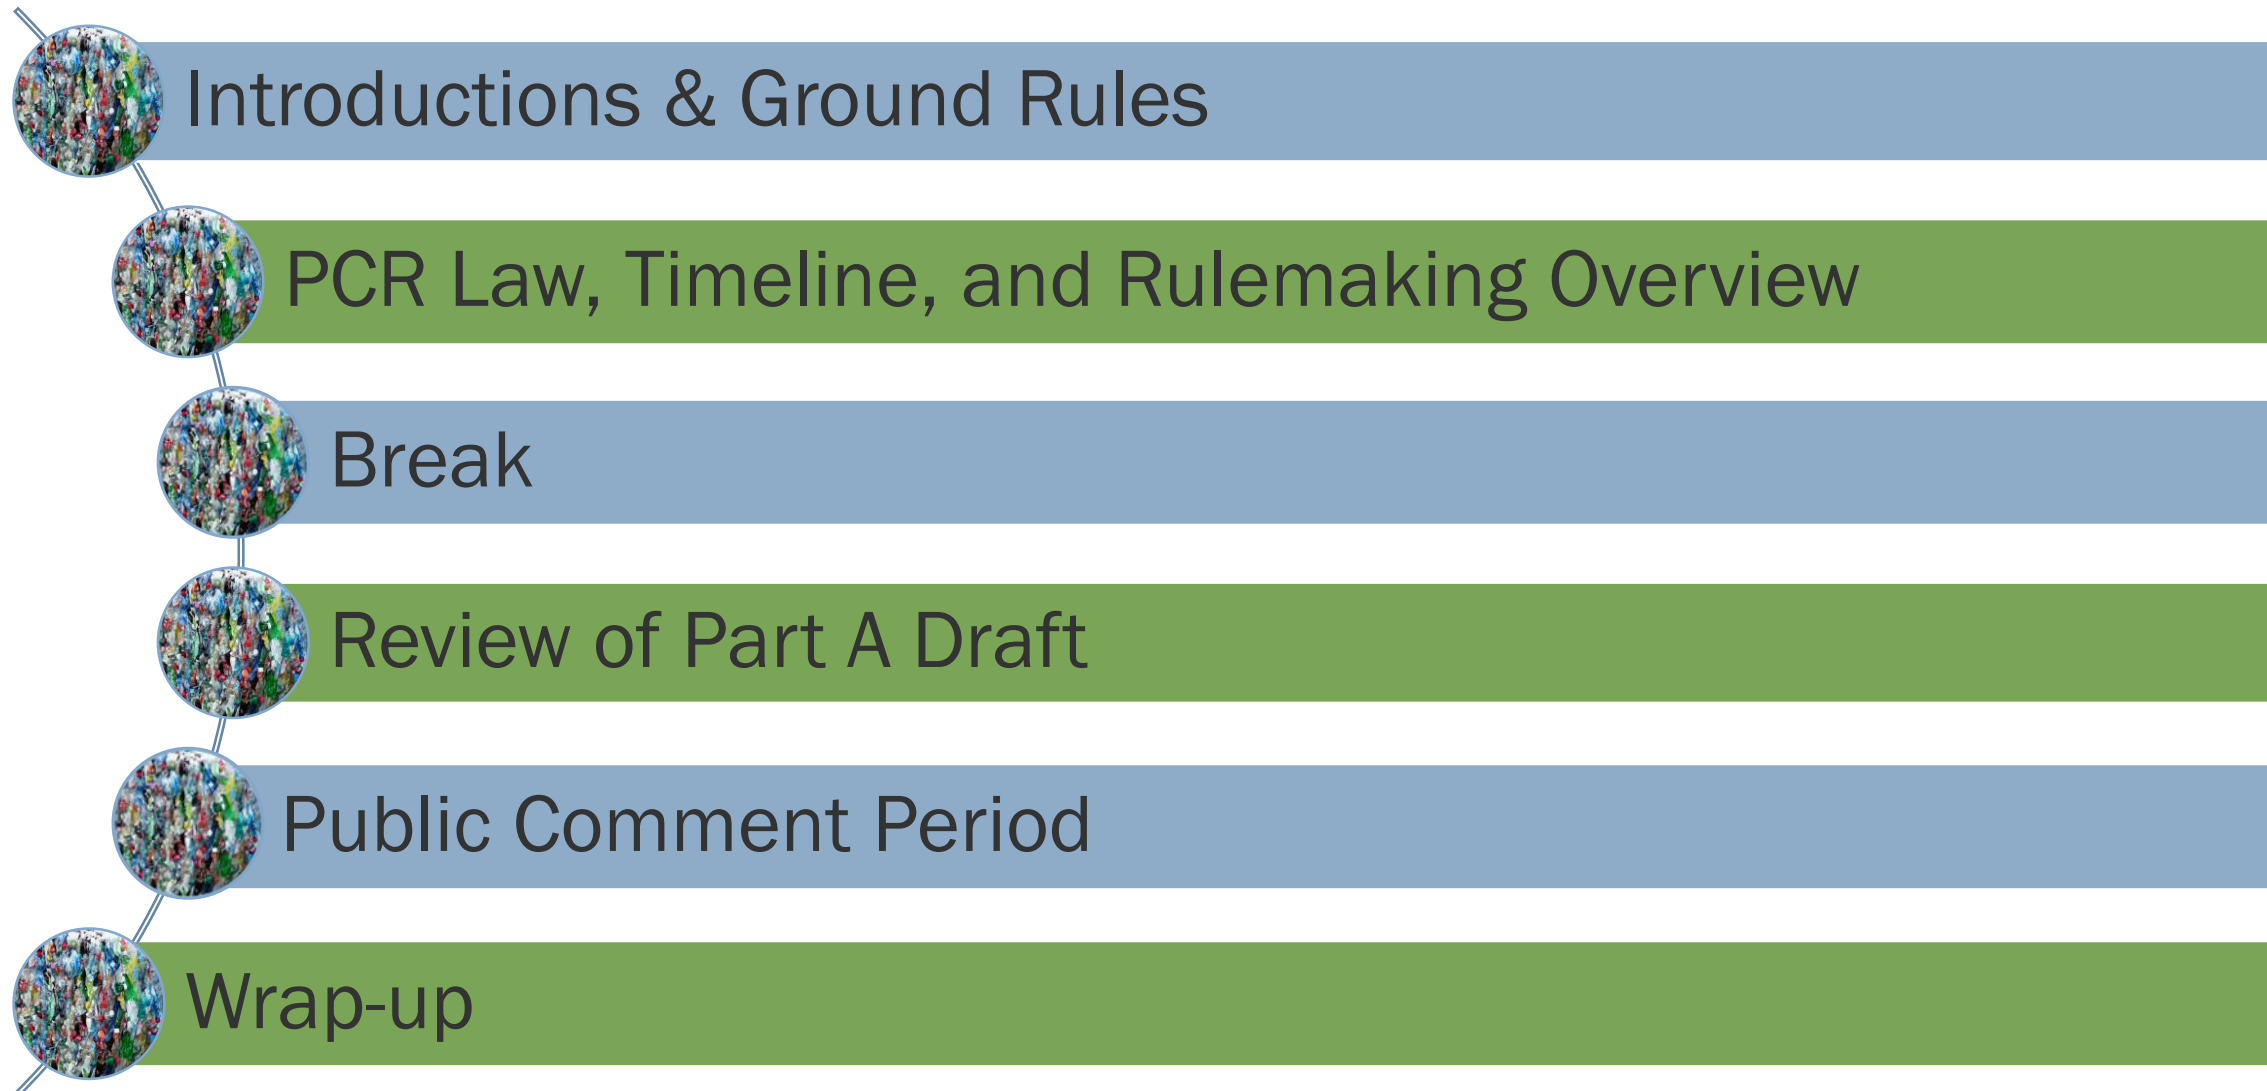 Introductions & Ground Rules
PCR Law, Timeline, and Rulemaking Overview
Break
Review of Part A Draft
Public Comment Period
Wrap-up